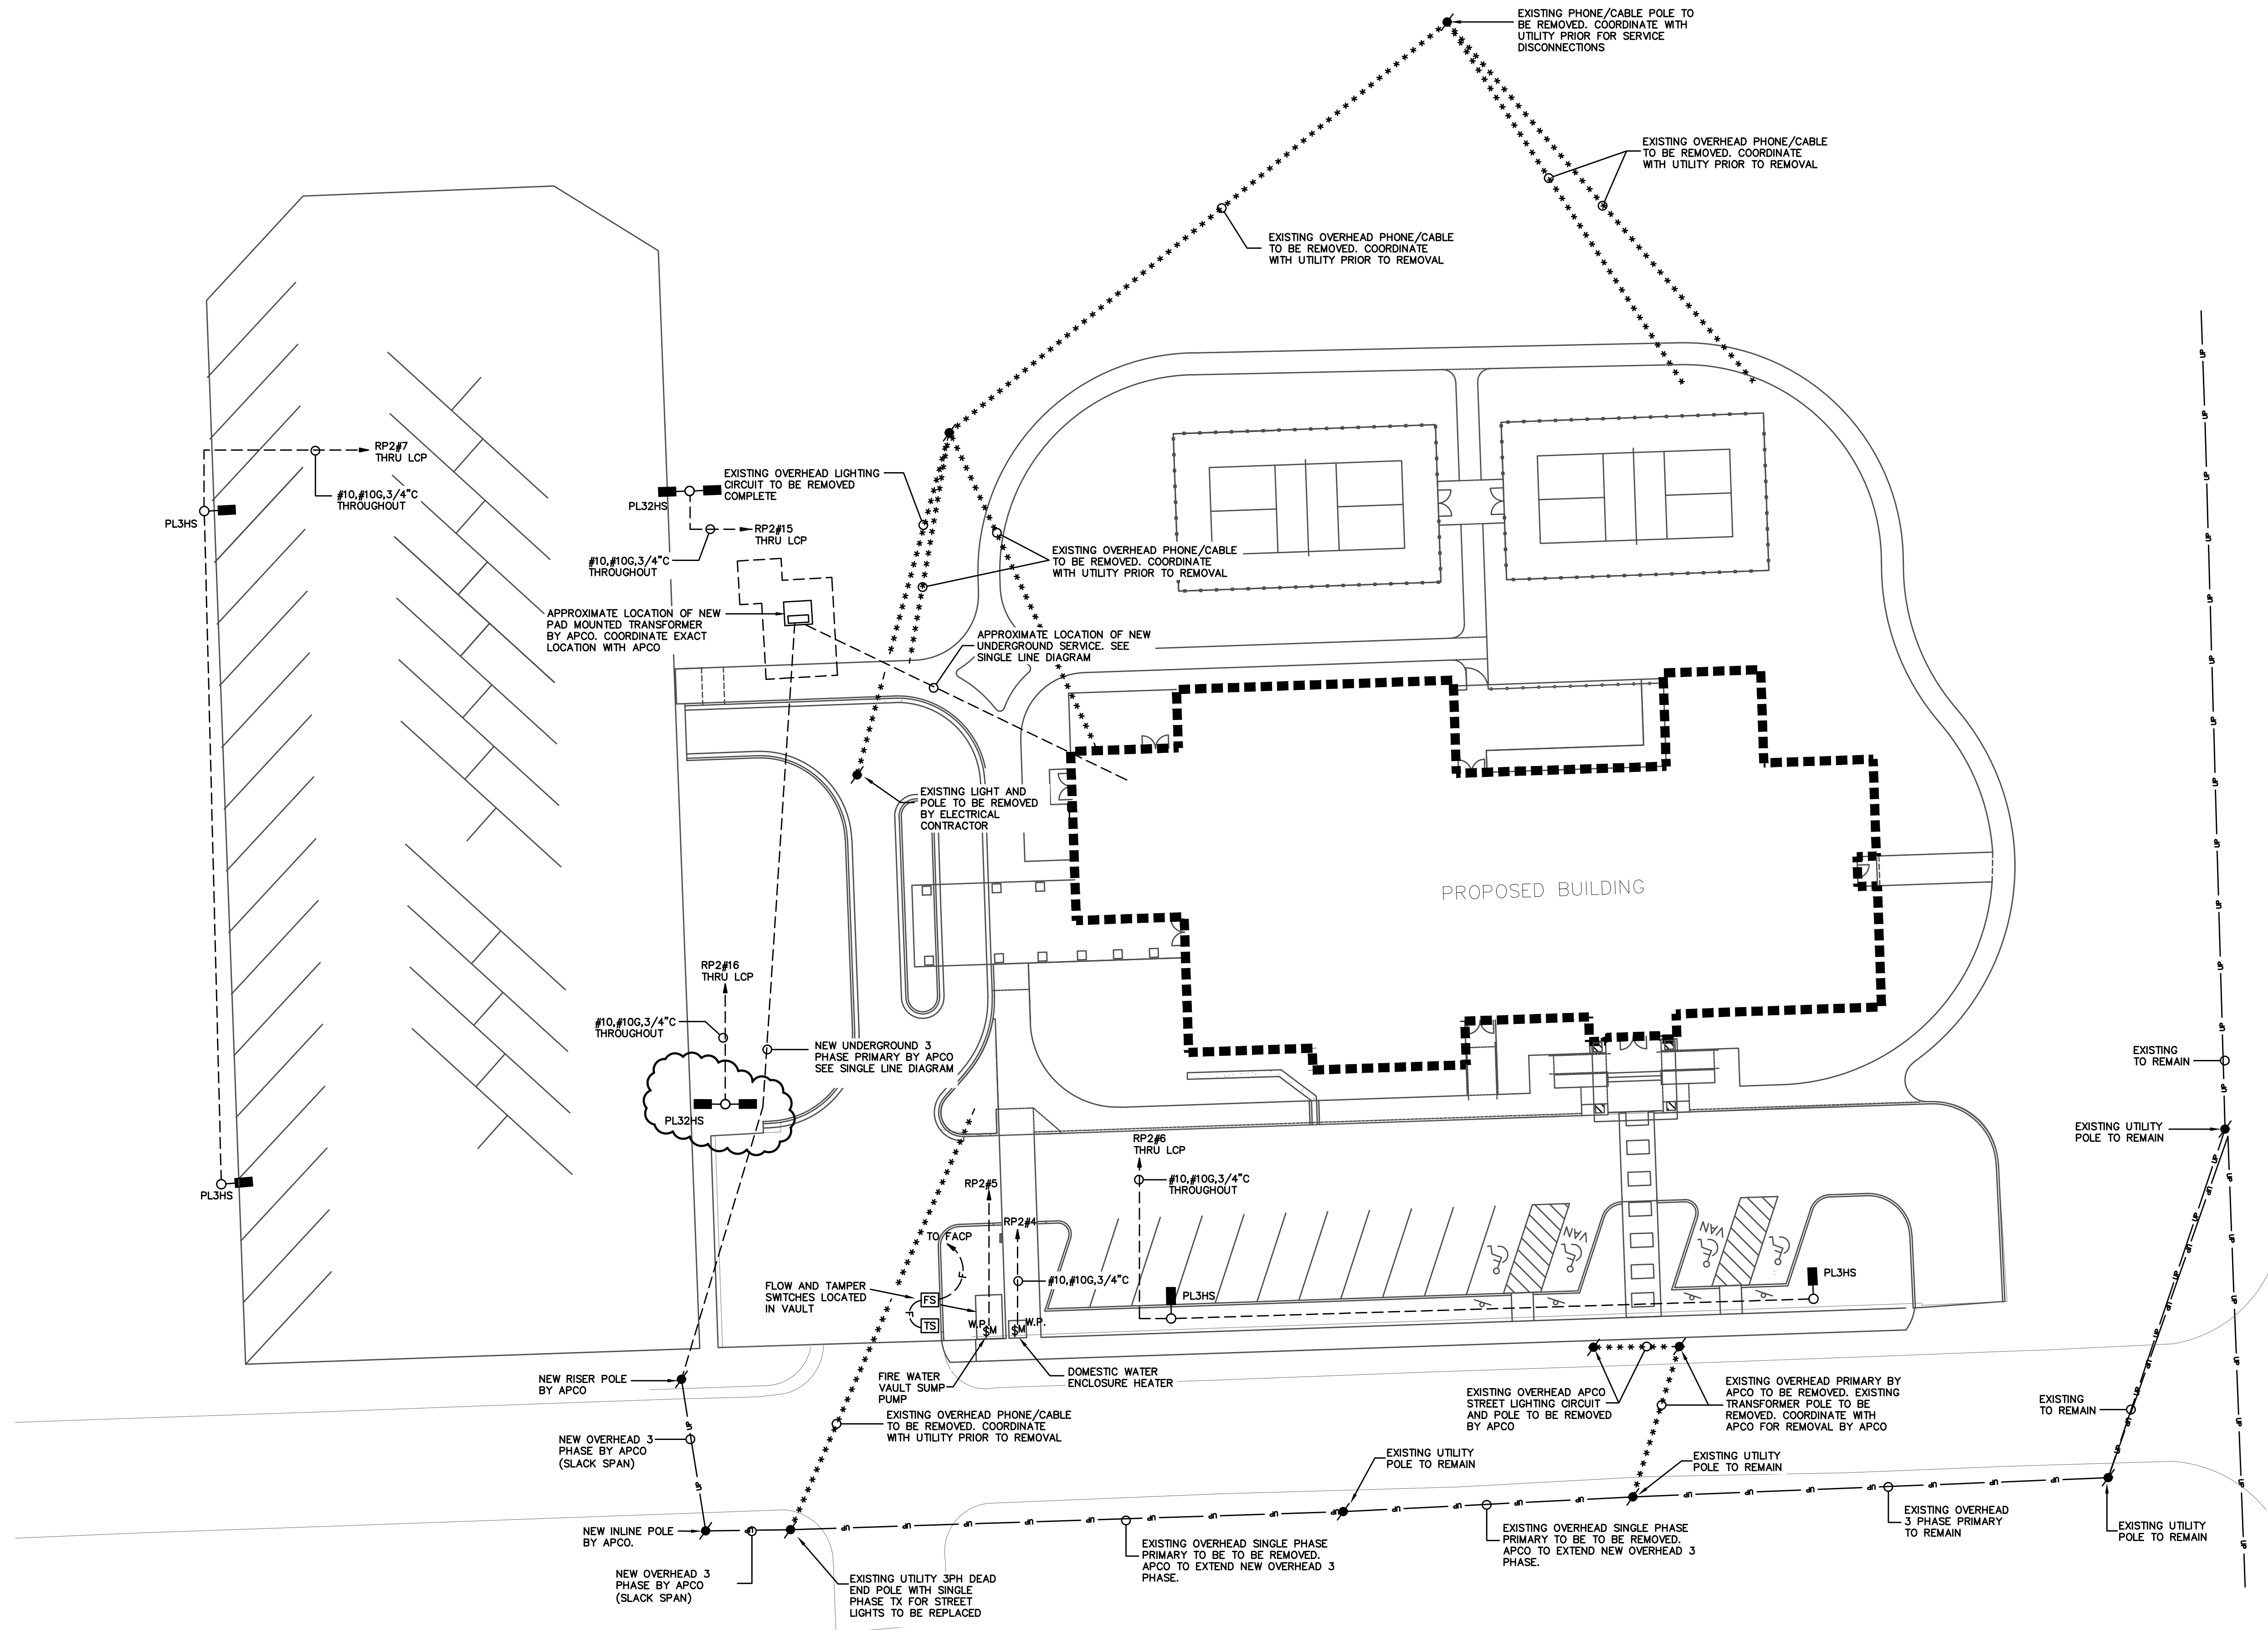 EXISTING PHONE/CABLE POLE TO
BE REMOVED. COORDINATE WITH
UTILITY PRIOR FOR SERVICE
DISCONNECTIONS
EXISTING OVERHEAD PHONE/CABLE
TO BE REMOVED. COORDINATE
WITH UTILITY PRIOR TO REMOVAL
EXISTING OVERHEAD PHONE/CABLE
TO BE REMOVED. COORDINATE
WITH UTILITY PRIOR TO REMOVAL
RP2#7
THRU LCP
#10,#10G,3/4"C
THROUGHOUT
PL3HS
EXISTING OVERHEAD LIGHTING
CIRCUIT TO BE REMOVED
COMPLETE
PL32HS
RP2#15
THRU LCP
#10,#10G,3/4"C
THROUGHOUT
EXISTING OVERHEAD PHONE/CABLE
TO BE REMOVED. COORDINATE
WITH UTILITY PRIOR TO REMOVAL
APPROXIMATE LOCATION OF NEW
PAD MOUNTED TRANSFORMER
BY APCO. COORDINATE EXACT
LOCATION WITH APCO
APPROXIMATE LOCATION OF NEW
UNDERGROUND SERVICE. SEE
SINGLE LINE DIAGRAM
EXISTING LIGHT AND
POLE TO BE REMOVED
BY ELECTRICAL
CONTRACTOR
PROPOSED BUILDING
RP2#16
THRU LCP
#10,#10G,3/4"C
THROUGHOUT
NEW UNDERGROUND 3
PHASE PRIMARY BY APCO
SEE SINGLE LINE DIAGRAM
PL32HS
EXISTING
TO REMAIN
EXISTING UTILITY
POLE TO REMAIN
RP2#6
THRU LCP
#10,#10G,3/4"C
THROUGHOUT
PL3HS
RP2#5
RP2#4
TO FACP
F
#10,#10G,3/4"C
FLOW AND TAMPER
SWITCHES LOCATED
IN VAULT
FS
TS
W.P.
$M
$M
W.P.
PL3HS
PL3HS
VAN
VAN
FIRE WATER
VAULT SUMP
PUMP
DOMESTIC WATER
ENCLOSURE HEATER
NEW RISER POLE
BY APCO
EXISTING OVERHEAD PHONE/CABLE
TO BE REMOVED. COORDINATE
WITH UTILITY PRIOR TO REMOVAL
EXISTING OVERHEAD APCO
STREET LIGHTING CIRCUIT
AND POLE TO BE REMOVED
BY APCO
EXISTING OVERHEAD PRIMARY BY
APCO TO BE REMOVED. EXISTING
TRANSFORMER POLE TO BE
REMOVED. COORDINATE WITH
APCO FOR REMOVAL BY APCO
EXISTING
TO REMAIN
NEW OVERHEAD 3
PHASE BY APCO
(SLACK SPAN)
EXISTING UTILITY
POLE TO REMAIN
EXISTING UTILITY
POLE TO REMAIN
NEW INLINE POLE
BY APCO.
EXISTING OVERHEAD SINGLE PHASE
PRIMARY TO BE TO BE REMOVED.
APCO TO EXTEND NEW OVERHEAD 3
PHASE.
EXISTING OVERHEAD SINGLE PHASE
PRIMARY TO BE TO BE REMOVED.
APCO TO EXTEND NEW OVERHEAD 3
PHASE.
EXISTING OVERHEAD
3 PHASE PRIMARY
TO REMAIN
EXISTING UTILITY
POLE TO REMAIN
NEW OVERHEAD 3
PHASE BY APCO
(SLACK SPAN)
EXISTING UTILITY 3PH DEAD
END POLE WITH SINGLE
PHASE TX FOR STREET
LIGHTS TO BE REPLACED